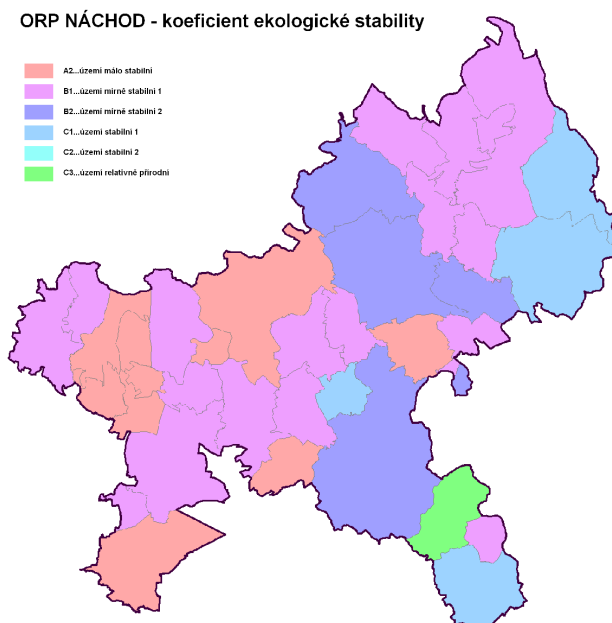 ORP NÁCHOD - koeficient ekologické stability
A2...území málo stabilní
B1...území mírně stabilní 1
B2...území mírně stabilní 2
C1...území stabilní 1
C2...území stabilní 2
C3...území relativně přírodní